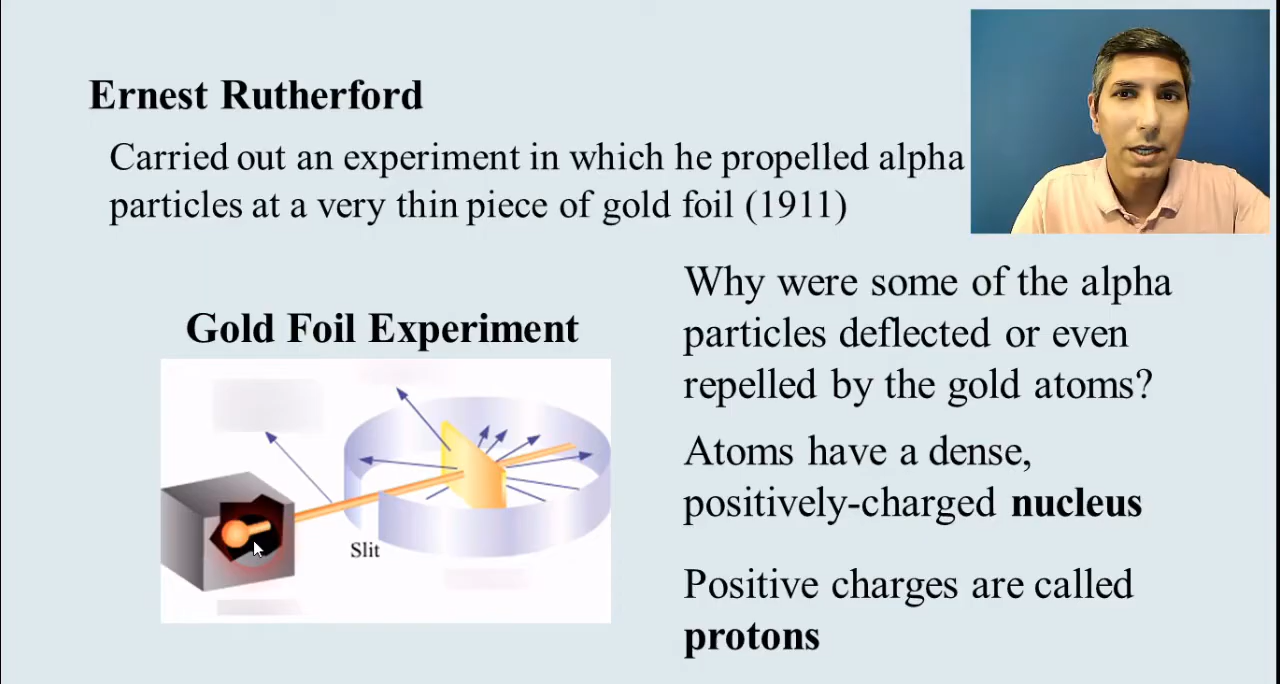 Ernest Rutherford
Carried out an experiment in which he propelled alpha
particles at a very thin piece of gold foil (1911)
Gold Foil Experiment
Slit
Why were some of the alpha
particles deflected or even
repelled by the gold atoms?
Atoms have a dense,
positively-charged nucleus
Positive charges are called
protons